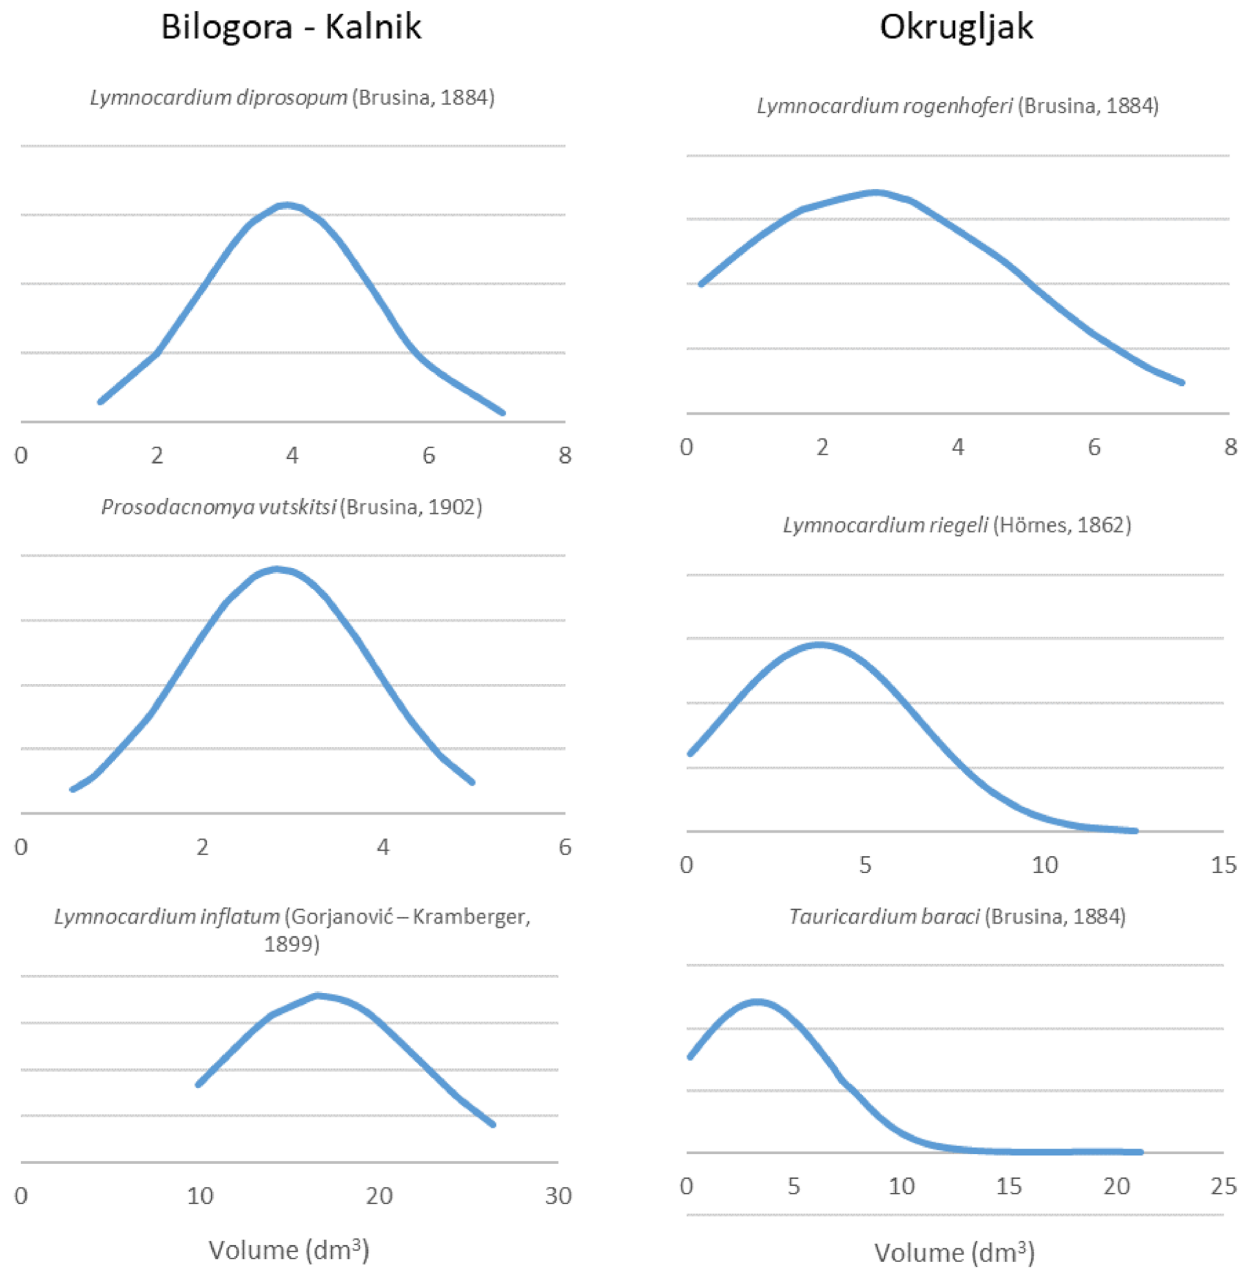 Bilogora - Kalnik
Lymnocardium diprosopum (Brusina, 1884)
0 2 4 6 8
Prosodacnomya vutskitsi (Brusina, 1902)
0 2 4 6
Lymnocardium inflatum (Gorjanović – Kramberger,
1899)
0 10 20 30
Volume (dm³)
Okrugljak
Lymnocardium rogenhoferi (Brusina, 1884)
0 2 4 6 8
Lymnocardium riegeli (Hörnes, 1862)
0 5 10 15
Tauricardium baraci (Brusina, 1884)
0 5 10 15 20 25
Volume (dm³)